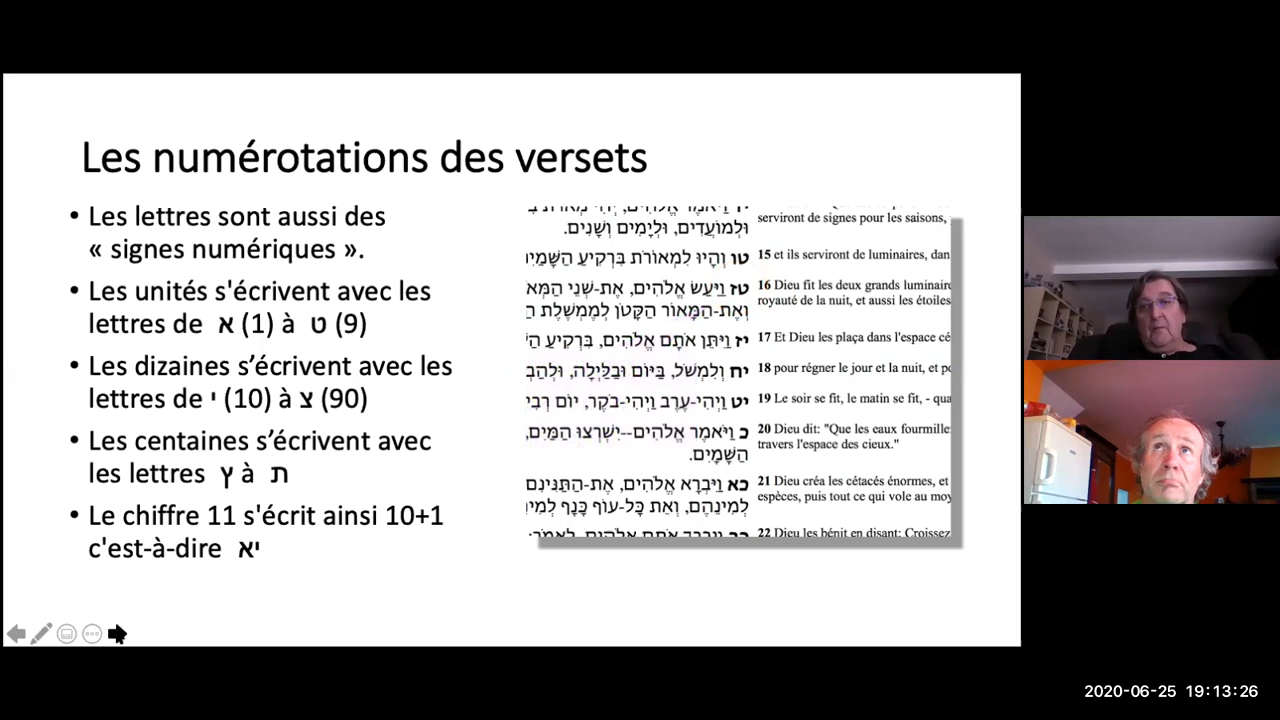 Les numérotations des versets
• Les lettres sont aussi des
« signes numériques ».
• Les unités s'écrivent avec les
lettres de א (1) à ט (9)
• Les dizaines s’écrivent avec les
lettres de י (10) à צ (90)
• Les centaines s’écrivent avec
les lettres ץ à ת
• Le chiffre 11 s'écrit ainsi 10+1
c'est-à-dire יא
וּלְמוֹעֲדִים, וּלְיָמִים וְשָׁנִים.
serviront de signes pour les saisons,
טו וְהָיוּ לִמְאוֹרֹת בִּרְקִיעַ
15 et ils serviront de luminaires, dan
טז וַיַּעַשׂ אֱלֹהִים, אֶת-שְׁנֵי
וְאֶת-הַמָּאוֹר הַקָּטֹן לְמֶמְשֶׁלֶת
16 Dieu fit les deux grands luminair
royauté de la nuit, et aussi les étoiles
יז וַיִּתֵּן אֹתָם אֱלֹהִים, בִּרְקִיעַ
17 Et Dieu les plaça dans l'espace cé
יח וְלִמְשֹׁל, בַּיּוֹם וּבַלַּיְלָה,
18 pour régner le jour et la nuit, et p
יט וַיְהִי-עֶרֶב וַיְהִי-בֹקֶר, יוֹם
19 Le soir se fit, le matin se fit, - qua
כ וַיֹּאמֶר אֱלֹהִים--יִשְׁרְצוּ הַמַּיִם,
הַשָּׁמָיִם.
20 Dieu dit: "Que les eaux fourmille
travers l'espace des cieux."
כא וַיִּבְרָא אֱלֹהִים, אֶת-הַתַּנִּינִם
לְמִינֵהֶם, וְאֵת כָּל-עוֹף כָּנָף
21 Dieu créa les cétacés énormes, et
espèces, puis tout ce qui vole au moy
22 Dieu les bénit en disant: Croissez
2020-06-25 19:13:26